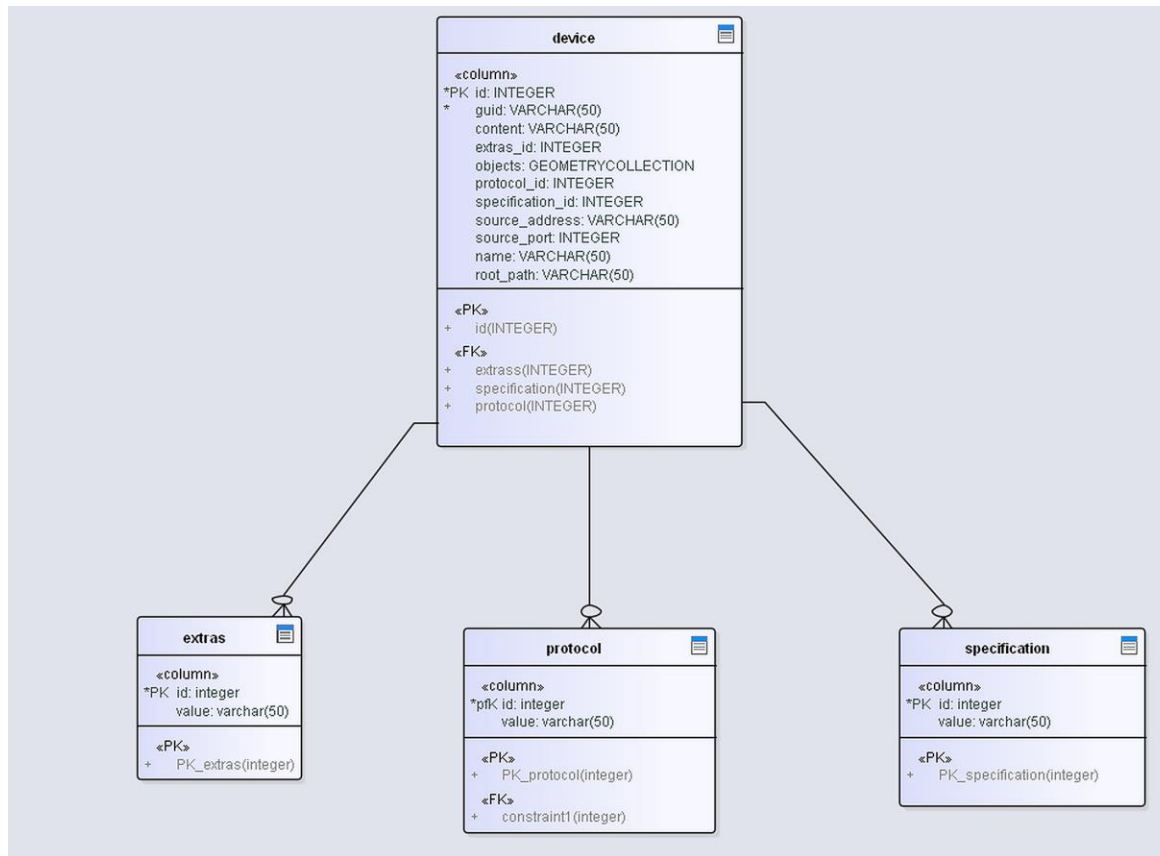 device
«column»
*PK id: INTEGER
* guid: VARCHAR(50)
content: VARCHAR(50)
extras_id: INTEGER
objects: GEOMETRYCOLLECTION
protocol_id: INTEGER
specification_id: INTEGER
source_address: VARCHAR(50)
source_port: INTEGER
name: VARCHAR(50)
root_path: VARCHAR(50)
«PK»
+ id(INTEGER)
«FK»
+ extrass(INTEGER)
+ specification(INTEGER)
+ protocol(INTEGER)
extras
«column»
*PK id: integer
value: varchar(50)
«PK»
+ PK_extras(integer)
protocol
«column»
*pfK id: integer
value: varchar(50)
«PK»
+ PK_protocol(integer)
«FK»
+ constraint1(integer)
specification
«column»
*PK id: integer
value: varchar(50)
«PK»
+ PK_specification(integer)